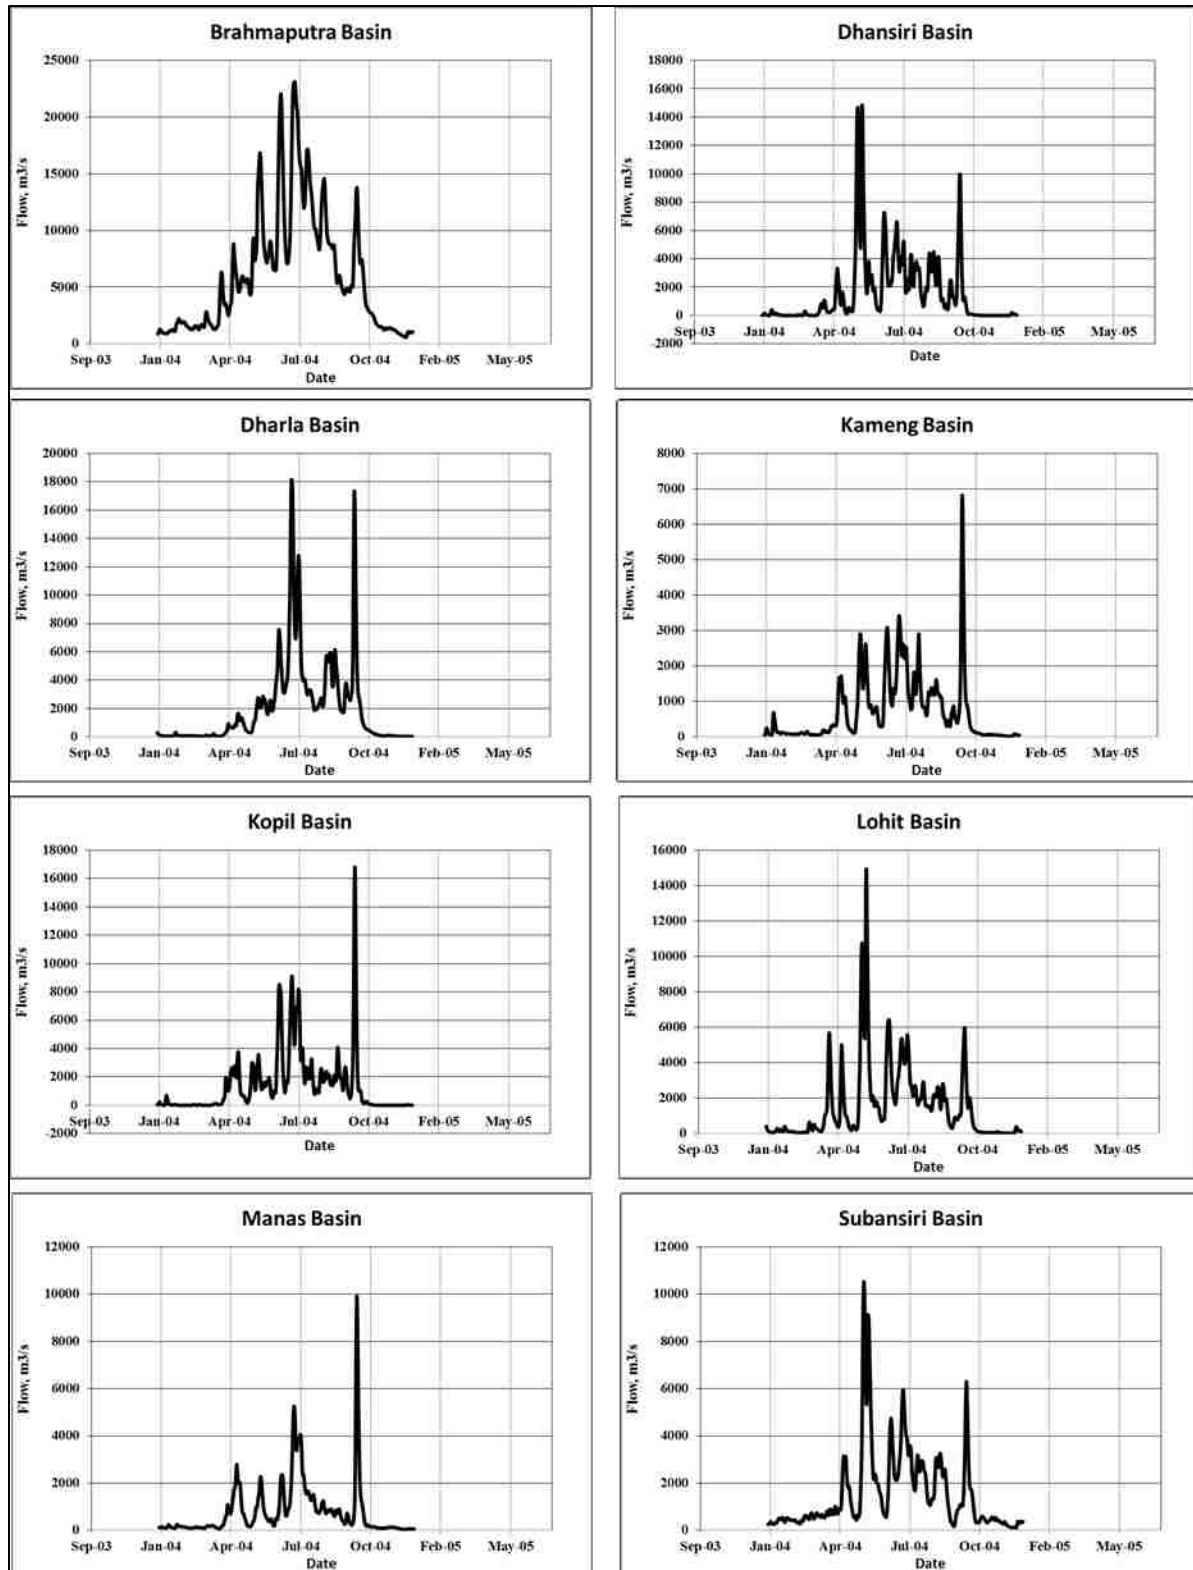 Brahmaputra Basin
25000
20000
15000
10000
5000
0
Flow, m3/s
Sep-03 Jan-04 Apr-04 Jul-04 Oct-04 Feb-05 May-05
Date
Dhansiri Basin
18000
16000
14000
12000
10000
8000
6000
4000
2000
0
-2000
Flow, m3/s
Sep-03 Jan-04 Apr-04 Jul-04 Oct-04 Feb-05 May-05
Date
Dharla Basin
20000
18000
16000
14000
12000
10000
8000
6000
4000
2000
0
Flow, m3/s
Sep-03 Jan-04 Apr-04 Jul-04 Oct-04 Feb-05 May-05
Date
Kameng Basin
8000
7000
6000
5000
4000
3000
2000
1000
0
Flow, m3/s
Sep-03 Jan-04 Apr-04 Jul-04 Oct-04 Feb-05 May-05
Date
Kopil Basin
18000
16000
14000
12000
10000
8000
6000
4000
2000
0
-2000
Flow, m3/s
Sep-03 Jan-04 Apr-04 Jul-04 Oct-04 Feb-05 May-05
Date
Lohit Basin
16000
14000
12000
10000
8000
6000
4000
2000
0
Flow, m3/s
Sep-03 Jan-04 Apr-04 Jul-04 Oct-04 Feb-05 May-05
Date
Manas Basin
12000
10000
8000
6000
4000
2000
0
Flow, m3/s
Sep-03 Jan-04 Apr-04 Jul-04 Oct-04 Feb-05 May-05
Date
Subansiri Basin
12000
10000
8000
6000
4000
2000
0
Flow, m3/s
Sep-03 Jan-04 Apr-04 Jul-04 Oct-04 Feb-05 May-05
Date